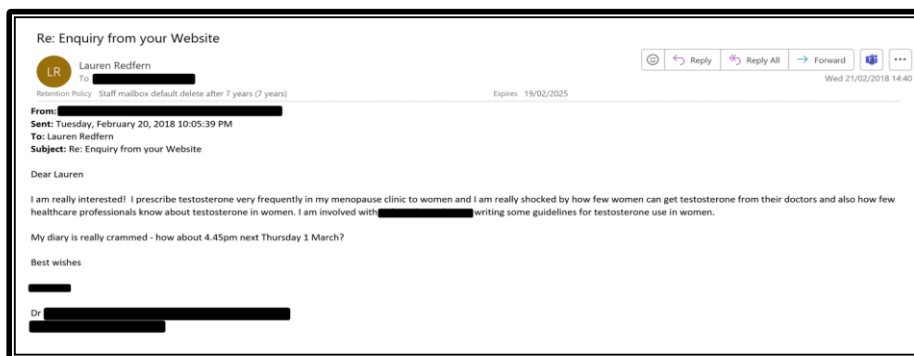 Re: Enquiry from your Website
LR
Lauren Redfern
To
Reply
Reply All
Forward
Wed 21/02/2018 14:40
Retention Policy Staff mailbox default delete after 7 years (7 years)
Expires 19/02/2025
From:
Sent: Tuesday, February 20, 2018 10:05:39 PM
To: Lauren Redfern
Subject: Re: Enquiry from your Website
Dear Lauren
I am really interested! I prescribe testosterone very frequently in my menopause clinic to women and I am really shocked by how few women can get testosterone from their doctors and also how few
healthcare professionals know about testosterone in women. I am involved with writing some guidelines for testosterone use in women.
My diary is really crammed - how about 4.45pm next Thursday 1 March?
Best wishes
Dr